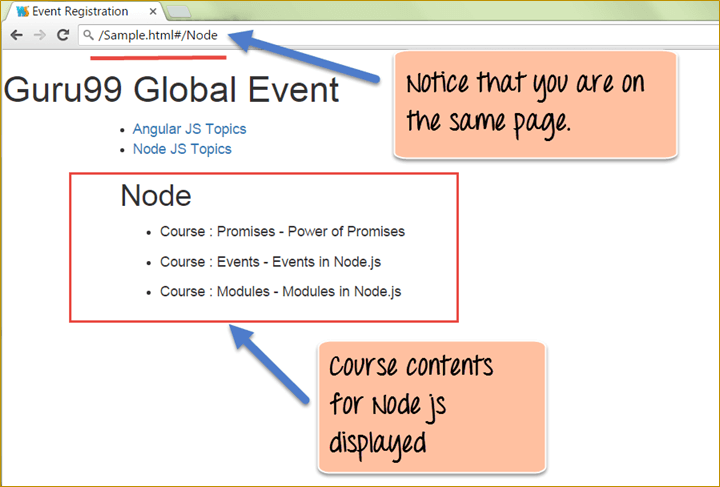 Event Registration
/Sample.html#/Node
Guru99 Global Event
Notice that you are on
the same page.
Angular JS Topics
Node JS Topics
Node
Course : Promises - Power of Promises
Course : Events - Events in Node.js
Course : Modules - Modules in Node.js
Course contents
for Node js
displayed